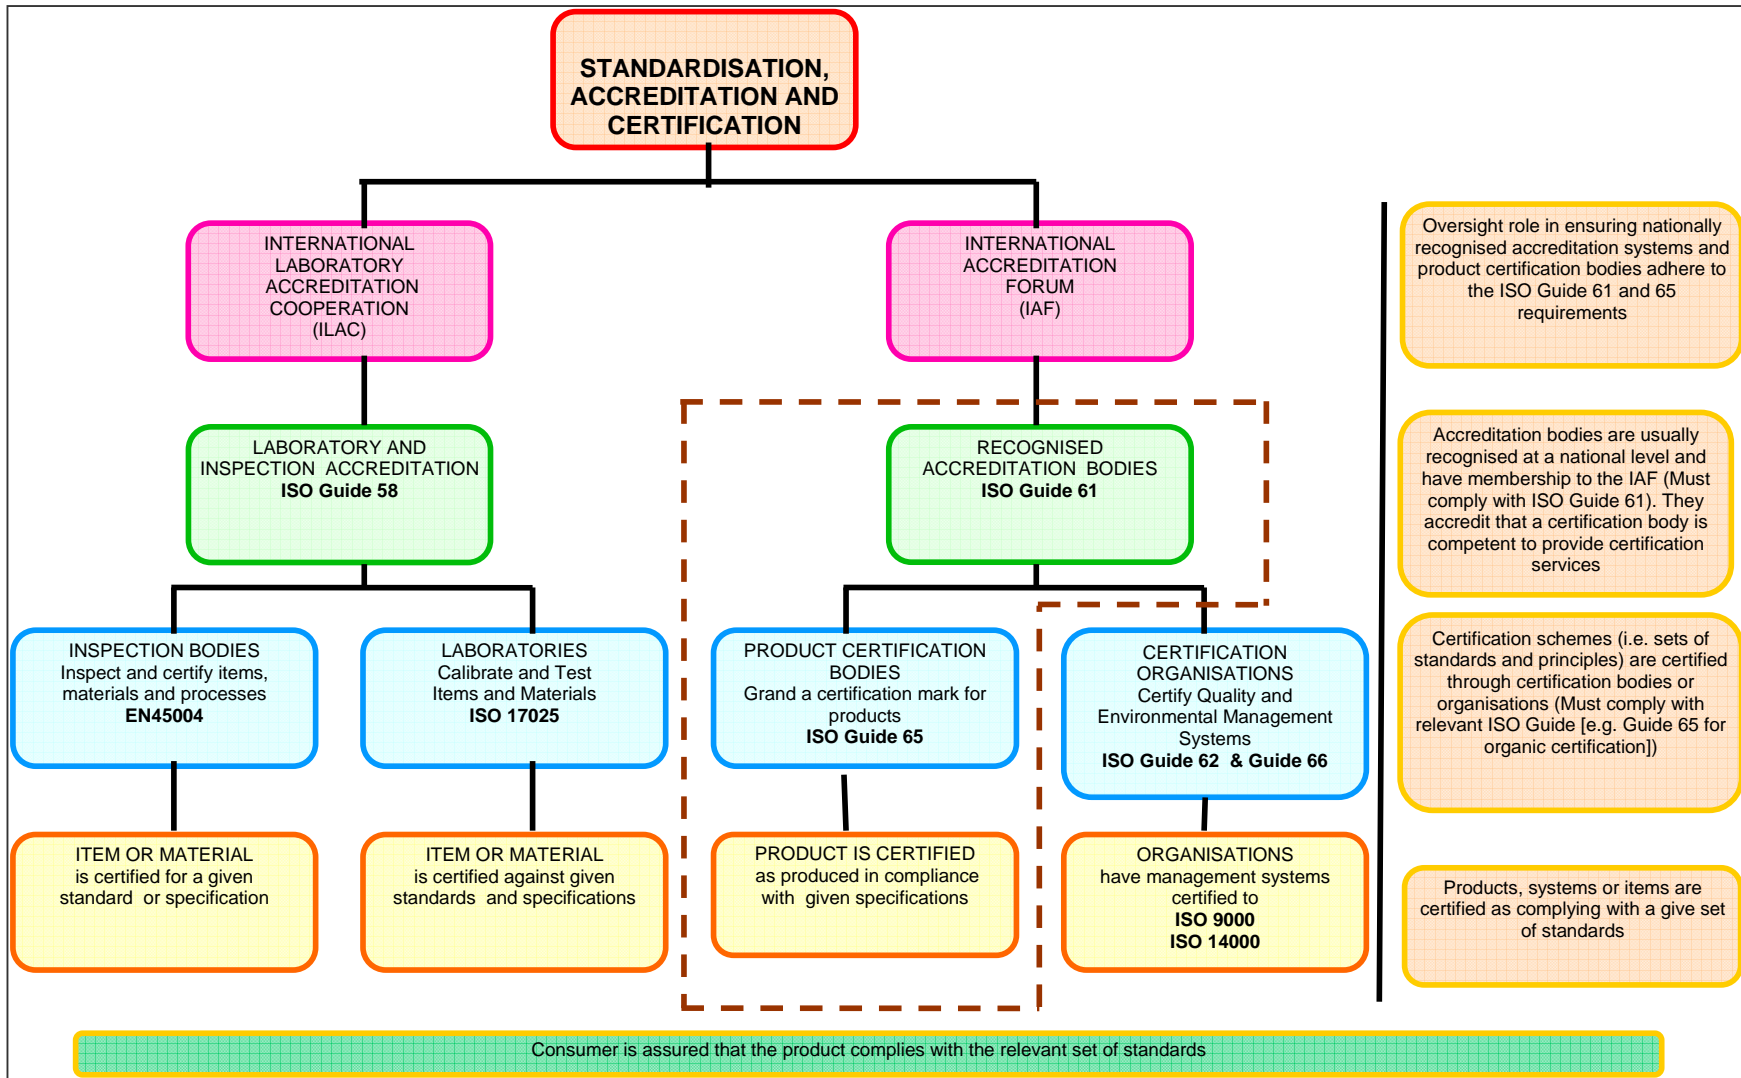 STANDARDISATION,
ACCREDITATION AND
CERTIFICATION
INTERNATIONAL
LABORATORY
ACCREDITATION
COOPERATION
(ILAC)
INTERNATIONAL
ACCREDITATION
FORUM
(IAF)
Oversight role in ensuring nationally
recognised accreditation systems and
product certification bodies adhere to
the ISO Guide 61 and 65
requirements
LABORATORY AND
INSPECTION ACCREDITATION
ISO Guide 58
RECOGNISED
ACCREDITATION BODIES
ISO Guide 61
Accreditation bodies are usually
recognised at a national level and
have membership to the IAF (Must
comply with ISO Guide 61). They
accredit that a certification body is
competent to provide certification
services
INSPECTION BODIES
Inspect and certify items,
materials and processes
EN45004
LABORATORIES
Calibrate and Test
Items and Materials
ISO 17025
PRODUCT CERTIFICATION
BODIES
Grand a certification mark for
products
ISO Guide 65
CERTIFICATION
ORGANISATIONS
Certify Quality and
Environmental Management
Systems
ISO Guide 62 & Guide 66
Certification schemes (i.e. sets of
standards and principles) are certified
through certification bodies or
organisations (Must comply with
relevant ISO Guide [e.g. Guide 65 for
organic certification])
ITEM OR MATERIAL
is certified for a given
standard or specification
ITEM OR MATERIAL
is certified against given
standards and specifications
PRODUCT IS CERTIFIED
as produced in compliance
with given specifications
ORGANISATIONS
have management systems
certified to
ISO 9000
ISO 14000
Products, systems or items are
certified as complying with a give set
of standards
Consumer is assured that the product complies with the relevant set of standards